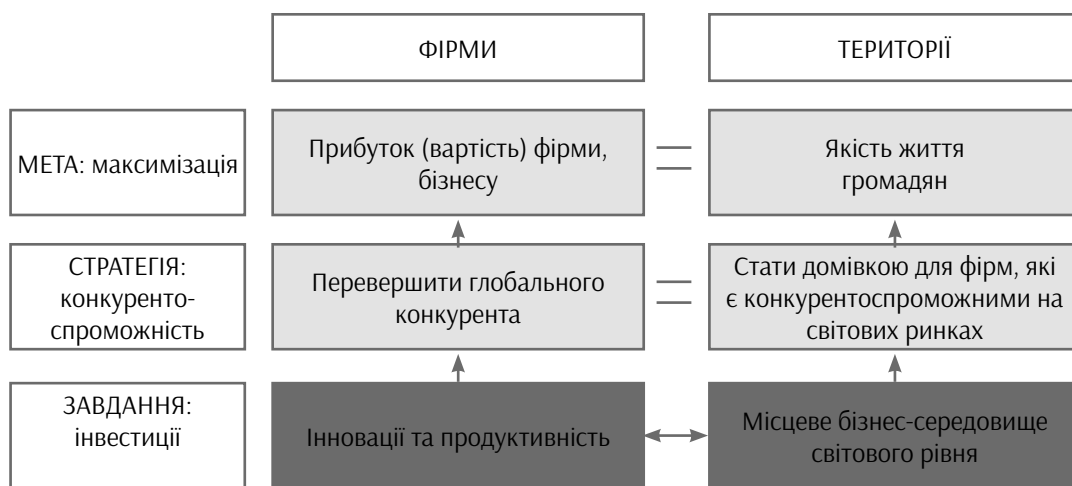 ФІРМИ
ТЕРИТОРІЇ
МЕТА: максимізація
Прибуток (вартість) фірми,
бізнесу
Якість життя
громадян
СТРАТЕГІЯ:
конкуренто-
спроможність
Перевершити глобального
конкурента
Стати домівкою для фірм, які
є конкурентоспроможними на
світових ринках
ЗАВДАННЯ:
інвестиції
Інновації та продуктивність
Місцеве бізнес-середовище
світового рівня